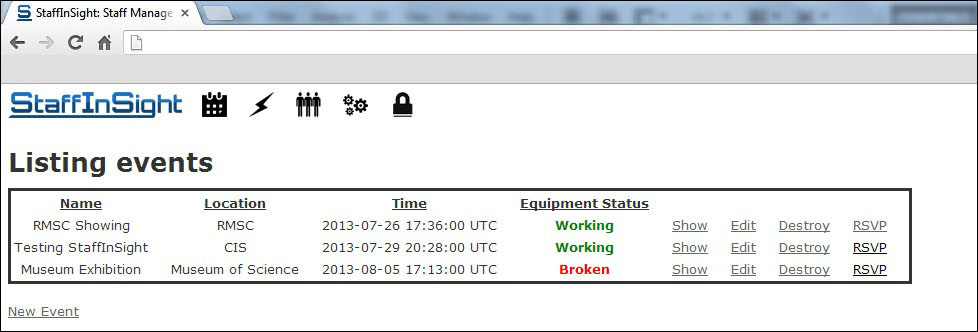 StaffInSight: Staff Manage
StaffInSight
Listing events
Name Location Time Equipment Status
RMSC Showing RMSC 2013-07-26 17:36:00 UTC Working Show Edit Destroy RSVP
Testing StaffInSight CIS 2013-07-29 20:28:00 UTC Working Show Edit Destroy RSVP
Museum Exhibition Museum of Science 2013-08-05 17:13:00 UTC Broken Show Edit Destroy RSVP
New Event